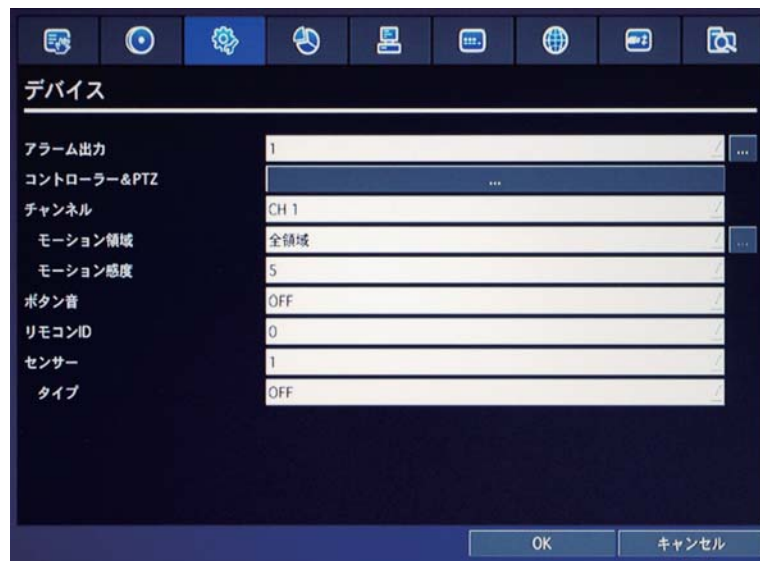 デバイス
アラーム出力 1 ...
コントローラー&PTZ ...
チャンネル CH 1
モーション領域 全領域 ...
モーション感度 5
ボタン音 OFF
リモコンID 0
センサー 1
タイプ OFF
OK キャンセル